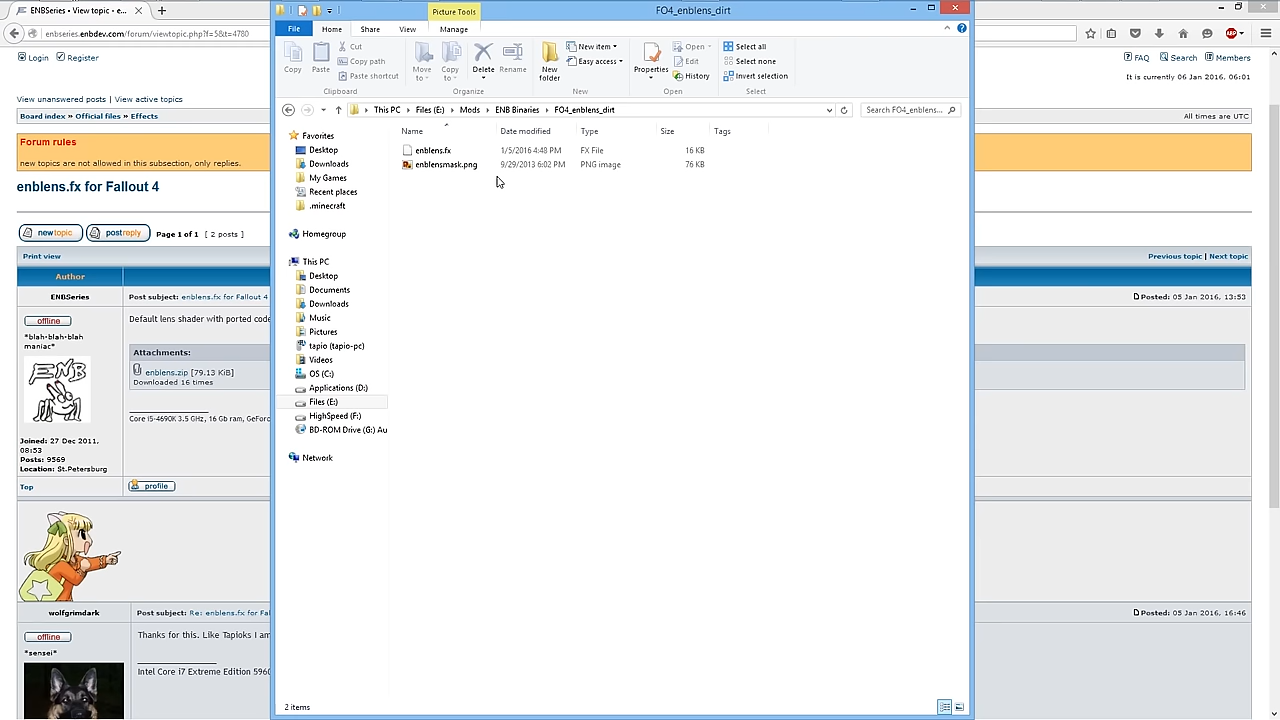 ENBSeries • View topic • e...
Picture Tools
FO4_enblens_dirt
File
Home
Share
View
Manage
enbseries.enbdev.com/forum/viewtopic.php?f=5&t=4780
Copy
Paste
Cut
Copy path
Paste shortcut
Clipboard
Move to
Copy to
Delete
Rename
Organize
New folder
New item
Easy access
New
Properties
Open
Edit
History
Open
Select all
Select none
Invert selection
Select
Login
Register
FAQ
Search
Members
It is currently 06 Jan 2016, 06:01
View unanswered posts | View active topics
Board index » Official files » Effects
All times are UTC
This PC
Files (E:)
Mods
ENB Binaries
FO4_enblens_dirt
Search FO4_enblens...
Forum rules
new topics are not allowed in this subsection, only replies.
enblens.fx for Fallout 4
newtopic
postreply
Page 1 of 1 [ 2 posts ]
Print view
Previous topic | Next topic
Author
ENBSeries
Post subject: enblens.fx for Fallout 4
Posted: 05 Jan 2016, 13:53
offline
*blah-blah-blah
maniac*
Default lens shader with ported code
Attachments:
enblens.zip [79.13 KiB]
Downloaded 16 times
ENB
Core i5-4690K 3.5 GHz, 16 Gb ram, GeForc
Joined: 27 Dec 2011,
08:53
Posts: 9569
Location: St.Petersburg
Top
profile
wolfgrimdark
Post subject: Re: enblens.fx for Fal
Posted: 05 Jan 2016, 16:46
offline
*sensei*
Thanks for this. Like Tapioks I am
Intel Core i7 Extreme Edition 596
Favorites
Desktop
Downloads
My Games
Recent places
.minecraft
Homegroup
This PC
Desktop
Documents
Downloads
Music
Pictures
tapio (tapio-pc)
Videos
OS (C:)
Applications (D:)
Files (E:)
HighSpeed (F:)
BD-ROM Drive (G:) Au
Network
Name
Date modified
Type
Size
Tags
enblens.fx
1/5/2016 4:48 PM
FX File
16 KB
enblensmask.png
9/29/2013 6:02 PM
PNG image
76 KB
2 items